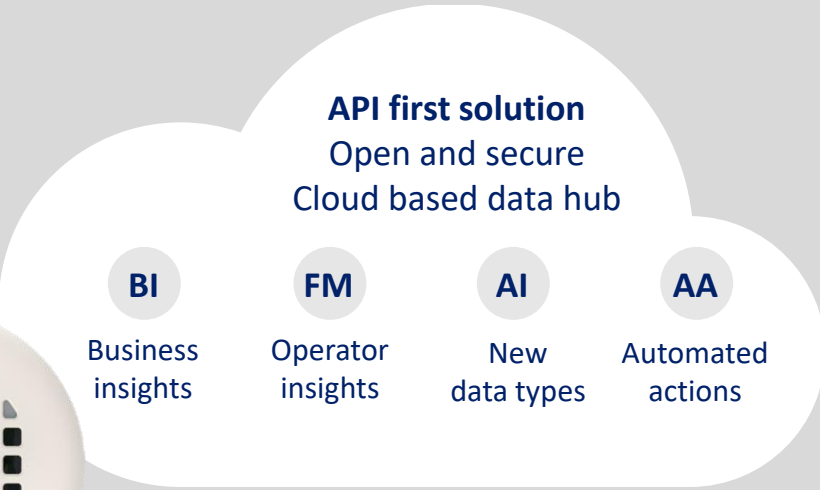 API first solution
Open and secure
Cloud based data hub
BI
FM
AI
AA
Business
insights
Operator
insights
New
data types
Automated
actions